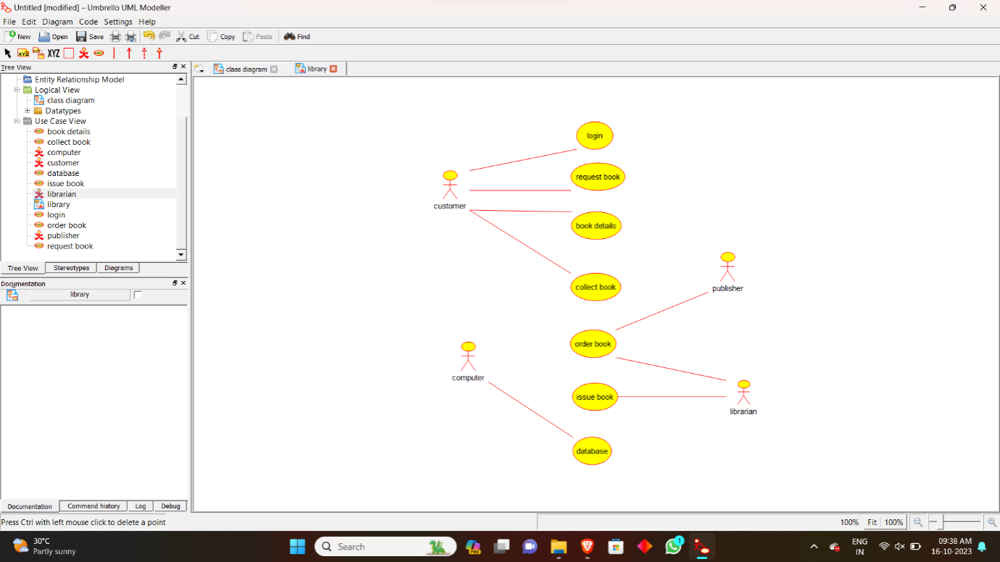 Untitled [modified] – Umbrello UML Modeller
File Edit Diagram Code Settings Help
New Open Save Cut Copy Paste Find
XYZ XYZ
Tree View
class diagram library
Entity Relationship Model
Logical View
class diagram
Datatypes
Use Case View
book details
collect book
computer
customer
database
issue book
librarian
library
login
order book
publisher
request book
Tree View Stereotypes Diagrams
Documentation
library
Documentation Command history Log Debug
login
request book
customer
book details
publisher
collect book
order book
computer
issue book
librarian
database
Press Ctrl with left mouse click to delete a point
100% Fit 100%
30°C
Partly sunny
Search
PRE
1
ENG
IN
09:38 AM
16-10-2023